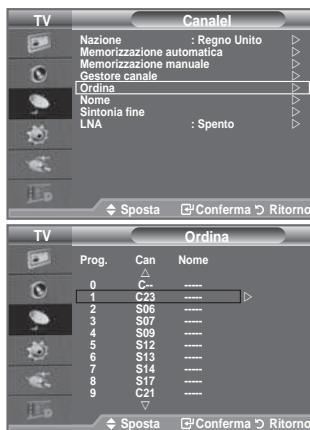 TV Canalel
Nazione : Regno Unito ▷
Memorizzazione automatica ▷
Memorizzazione manuale ▷
Gestore canale ▷
Ordina ▷
Nome ▷
Sintonia fine ▷
LNA : Spento ▷
Sposta Conferma Ritorno
TV Ordina
Prog. Can Nome
△
0 C-- -----
1 C23 ----- ▷
2 S06 -----
3 S07 -----
4 S09 -----
5 S12 -----
6 S13 -----
7 S14 -----
8 S17 -----
9 C21 -----
▽
Sposta Conferma Ritorno